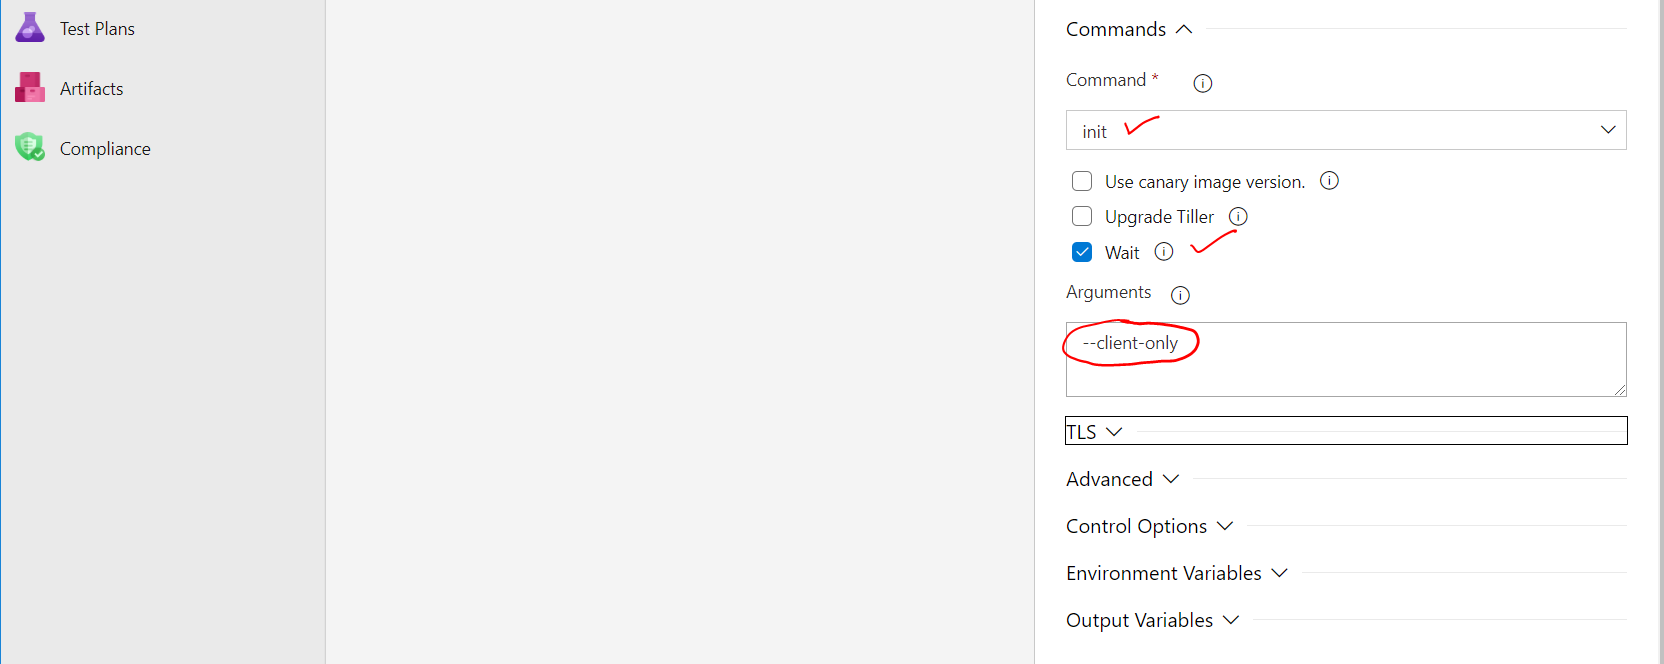 Test Plans
Artifacts
Compliance
Commands
Command *
init
Use canary image version.
Upgrade Tiller
Wait
Arguments
--client-only
TLS
Advanced
Control Options
Environment Variables
Output Variables